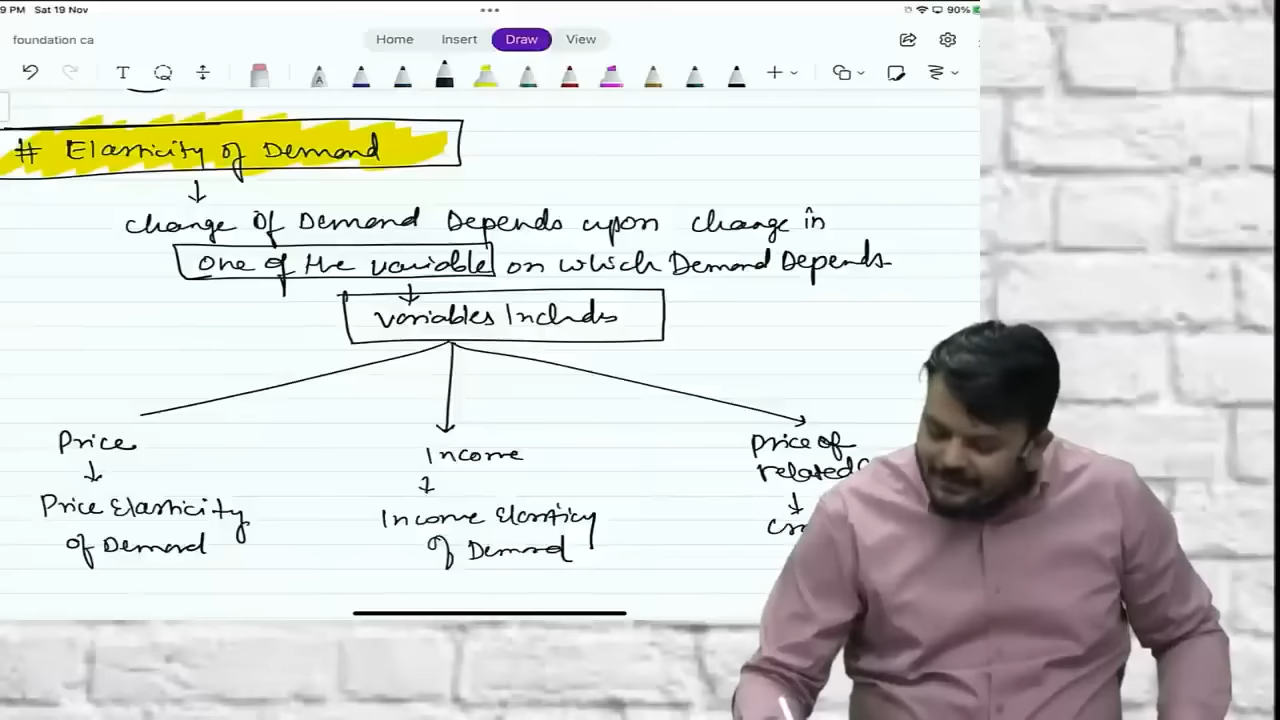 9 PM Sat 19 Nov
90%
foundation ca
Home Insert Draw View
# Elasticity of Demand
change of Demand Depends upon change in
one of the variable on which Demand Depends
variables Includes
Price
Income
Price of
related
Price Elasticity
of Demand
Income Elasticity
of Demand